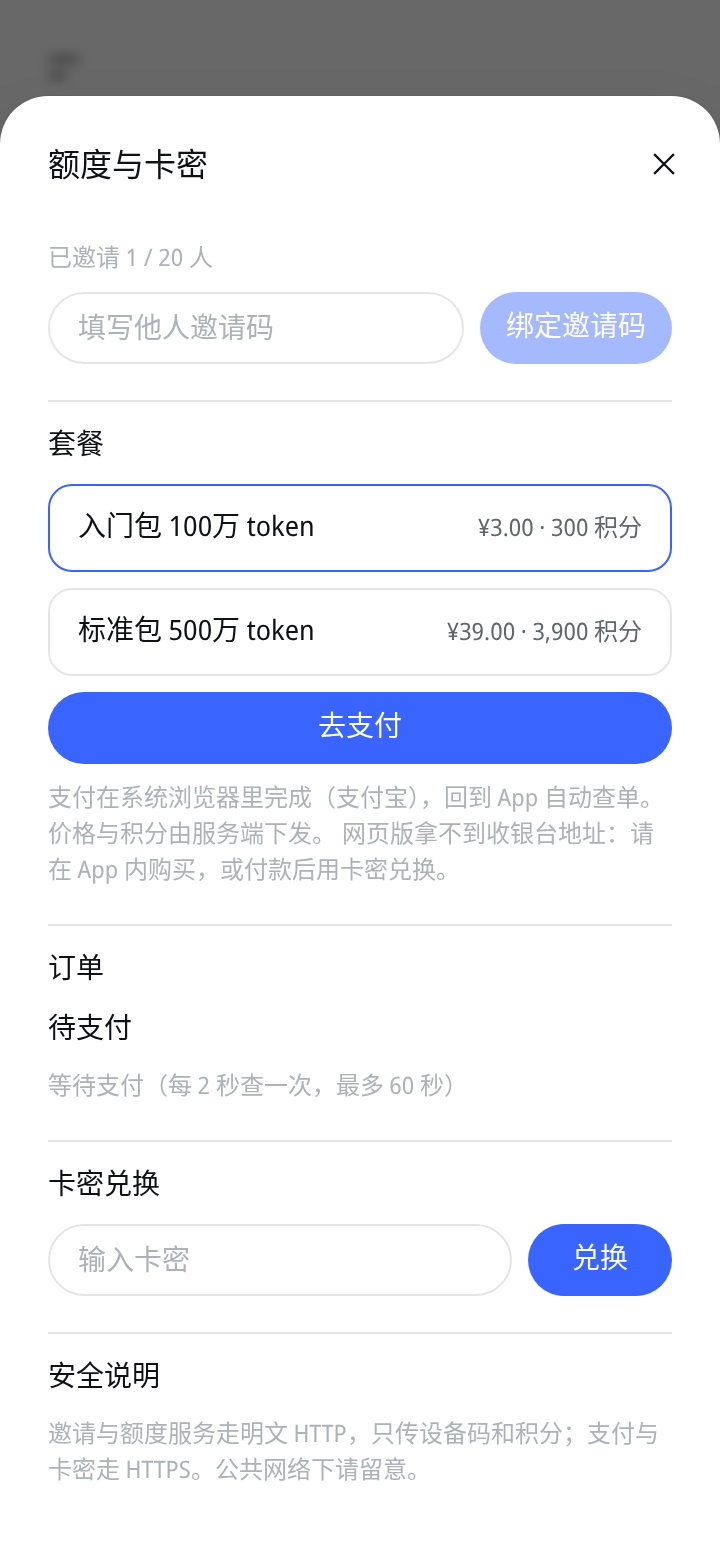 额度与卡密
已邀请 1 / 20 人
填写他人邀请码
绑定邀请码
套餐
入门包 100万 token
¥3.00 · 300 积分
标准包 500万 token
¥39.00 · 3,900 积分
去支付
支付在系统浏览器里完成（支付宝），回到 App 自动查单。
价格与积分由服务端下发。 网页版拿不到收银台地址：请
在 App 内购买，或付款后用卡密兑换。
订单
待支付
等待支付（每 2 秒查一次，最多 60 秒）
卡密兑换
输入卡密
兑换
安全说明
邀请与额度服务走明文 HTTP，只传设备码和积分；支付与
卡密走 HTTPS。公共网络下请留意。